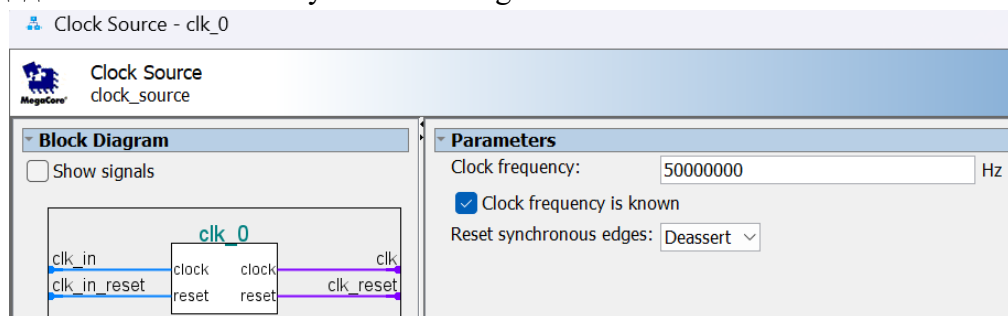 Clock Source - clk_0
MegaCore®
Clock Source
clock_source
Block Diagram
Show signals
clk_0
clk_in
clock
clock
clk
clk_in_reset
reset
reset
clk_reset
Parameters
Clock frequency:
50000000
Hz
Clock frequency is known
Reset synchronous edges:
Deassert